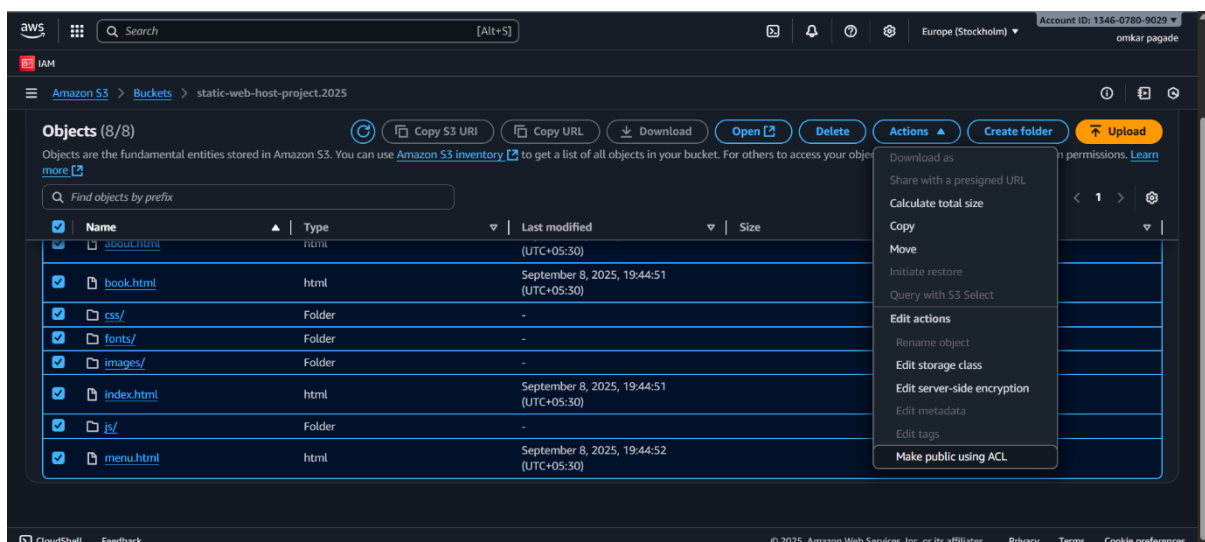 aws
Search [Alt+S]
Europe (Stockholm) ▼
Account ID: 1346-0780-9029 ▼
omkar pagade
IAM
Amazon S3 > Buckets > static-web-host-project.2025
Objects (8/8)
Copy S3 URI
Copy URL
Download
Open
Delete
Actions ▲
Create folder
Upload
Objects are the fundamental entities stored in Amazon S3. You can use Amazon S3 inventory to get a list of all objects in your bucket. For others to access your obje
n permissions. Learn
more
Find objects by prefix
< 1 >
Name Type Last modified Size
about.html html (UTC+05:30)
book.html html September 8, 2025, 19:44:51
(UTC+05:30)
css/ Folder -
fonts/ Folder -
images/ Folder -
index.html html September 8, 2025, 19:44:51
(UTC+05:30)
js/ Folder -
menu.html html September 8, 2025, 19:44:52
(UTC+05:30)
Download as
Share with a presigned URL
Calculate total size
Copy
Move
Initiate restore
Query with S3 Select
Edit actions
Rename object
Edit storage class
Edit server-side encryption
Edit metadata
Edit tags
Make public using ACL
CloudShell Feedback
© 2025, Amazon Web Services, Inc. or its affiliates. Privacy Terms Cookie preferences